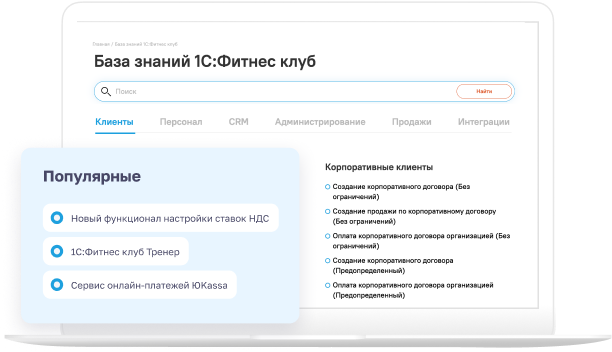 Главная / База знаний 1С:Фитнес клуб
База знаний 1С:Фитнес клуб
Поиск
Найти
Клиенты Персонал CRM Администрирование Продажи Интеграции
Популярные
Новый функционал настройки ставок НДС
1С:Фитнес клуб Тренер
Сервис онлайн-платежей ЮKassa
Корпоративные клиенты
Создание корпоративного договора (Без
ограничений)
Создание продажи по корпоративному договору
(Без ограничений)
Оплата корпоративного договора организацией (Без
ограничений)
Создание корпоративного договора
(Предопределенный)
Оплата корпоративного договора организацией
(Предопределенный)